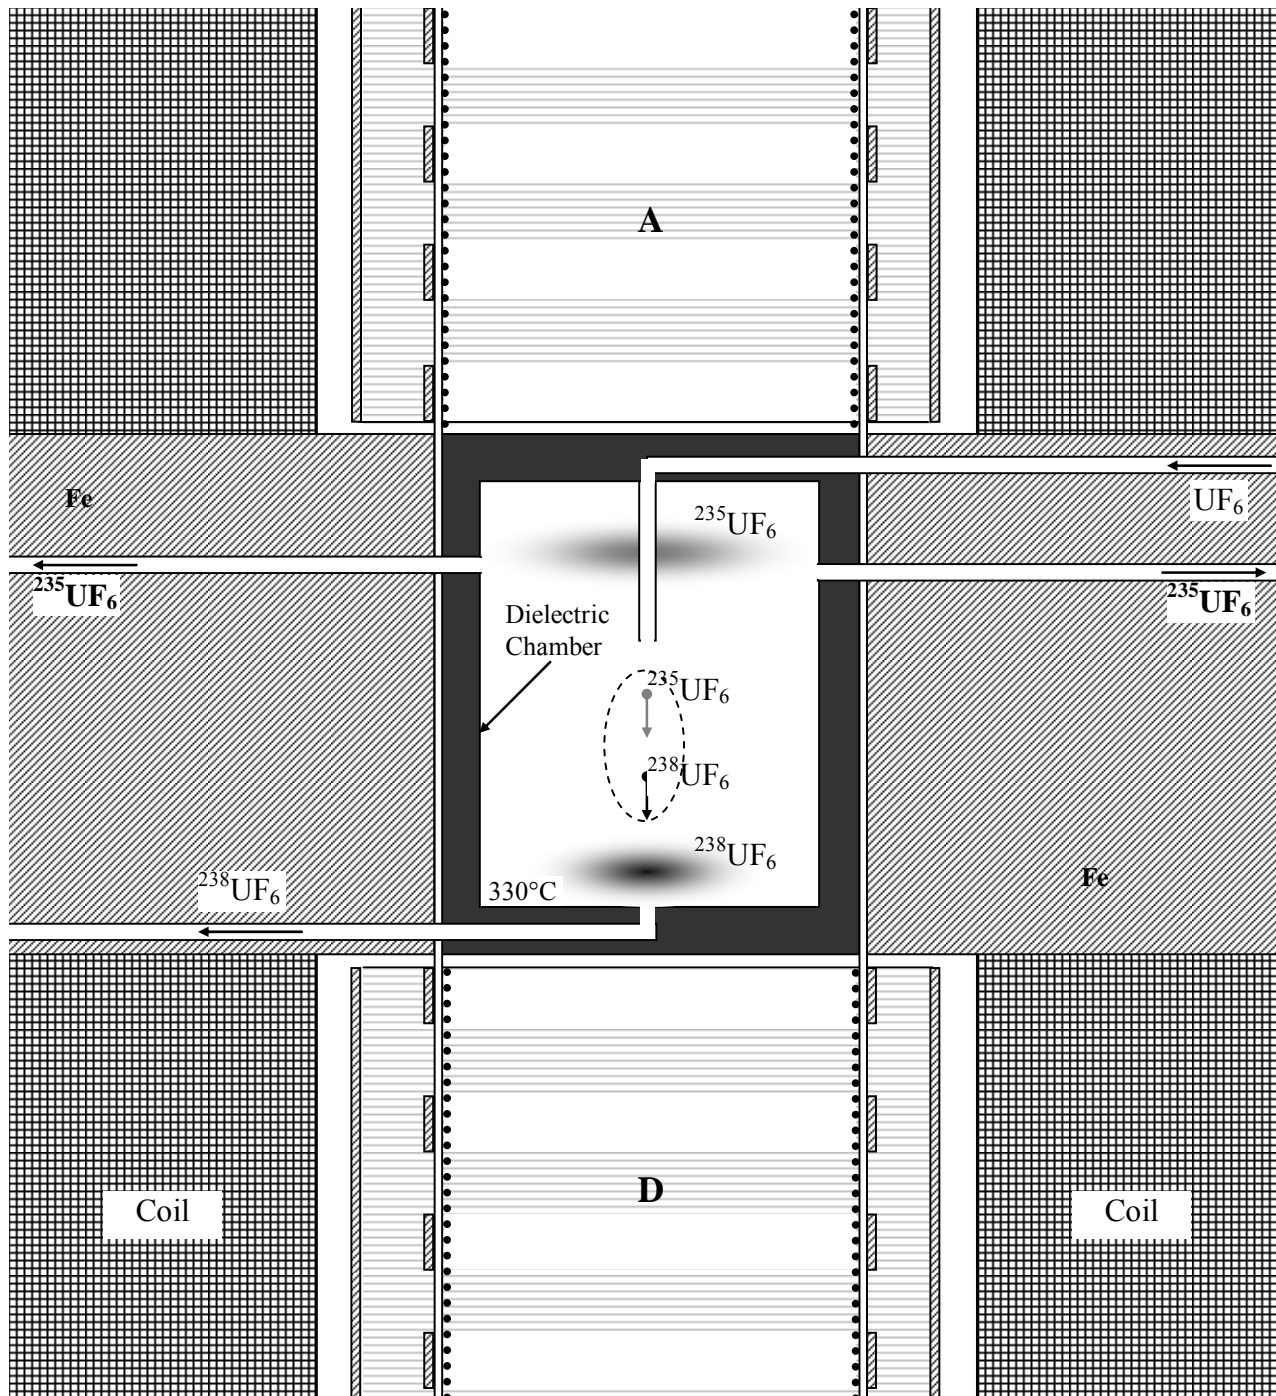 A
Fe
UF₆
²³⁵UF₆
²³⁵UF₆
²³⁵UF₆
Dielectric
Chamber
²³⁵UF₆
²³⁸UF₆
²³⁸UF₆
²³⁸UF₆
330°C
Fe
D
Coil
Coil